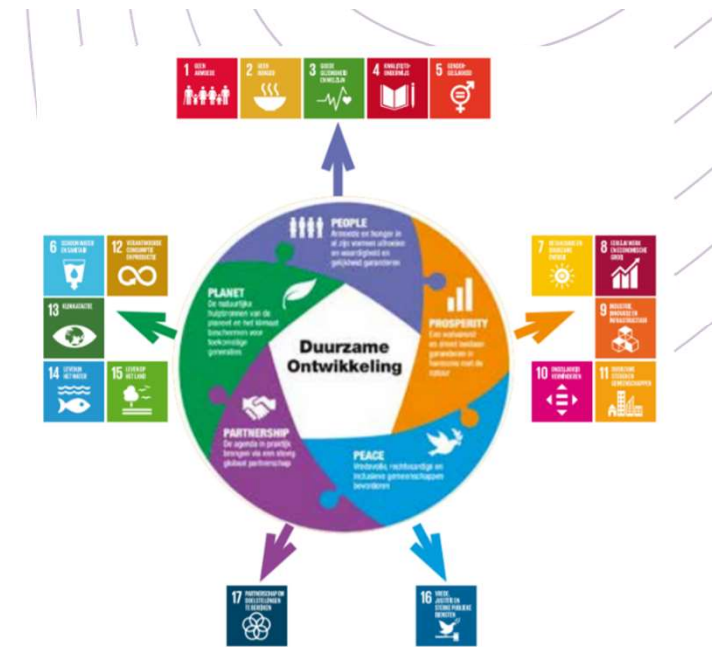 1 GEEN
ARMOEDE
2 GEEN
HONGER
3 GOEDE
GEZONDHEID
EN WELZIJN
4 KWALITEITS-
ONDERWIJS
5 GENDER-
GELIJKHEID
PEOPLE
Armoede en honger in
al zijn vormen uitroeien
en waardigheid en
gelijkheid garanderen
6 SCHOON WATER
EN SANITAIR
12 VERANTWOORDE
CONSUMPTIE
EN PRODUCTIE
13 KLIMAATACTIE
14 LEVEN IN
HET WATER
15 LEVEN OP
HET LAND
PLANET
De natuurlijke
hulpbronnen van de
planeet en het klimaat
beschermen voor
toekomstige
generaties
Duurzame
Ontwikkeling
PROSPERITY
Een welvarend
en divers bestaan
garanderen in
harmonie met de
natuur
7 BETAALBARE EN
DUURZAME
ENERGIE
8 EERLIJK WERK
EN ECONOMISCHE
GROEI
9 INDUSTRIE,
INNOVATIE EN
INFRASTRUCTUUR
10 ONGELIJKHEID
VERMINDEREN
11 DUURZAME
STEDEN EN
GEMEENSCHAPPEN
PARTNERSHIP
De agenda in praktijk
brengen via een stevig
globaal partnerschap
PEACE
Vredevolle, rechtvaardige en
inclusieve gemeenschappen
bevorderen
17 PARTNERSCHAP OM
DOELSTELLINGEN
TE BEREIKEN
16 VREDE,
JUSTITIE EN
STERKE PUBLIEKE
DIENSTEN